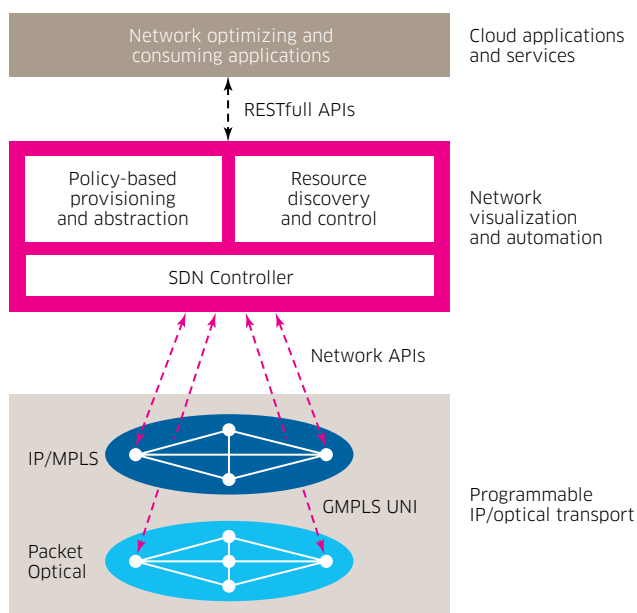 Network optimizing and
consuming applications
Cloud applications
and services
RESTfull APIs
Policy-based
provisioning
and abstraction
Resource
discovery
and control
Network
visualization
and automation
SDN Controller
Network APIs
IP/MPLS
GMPLS UNI
Programmable
IP/optical transport
Packet
Optical